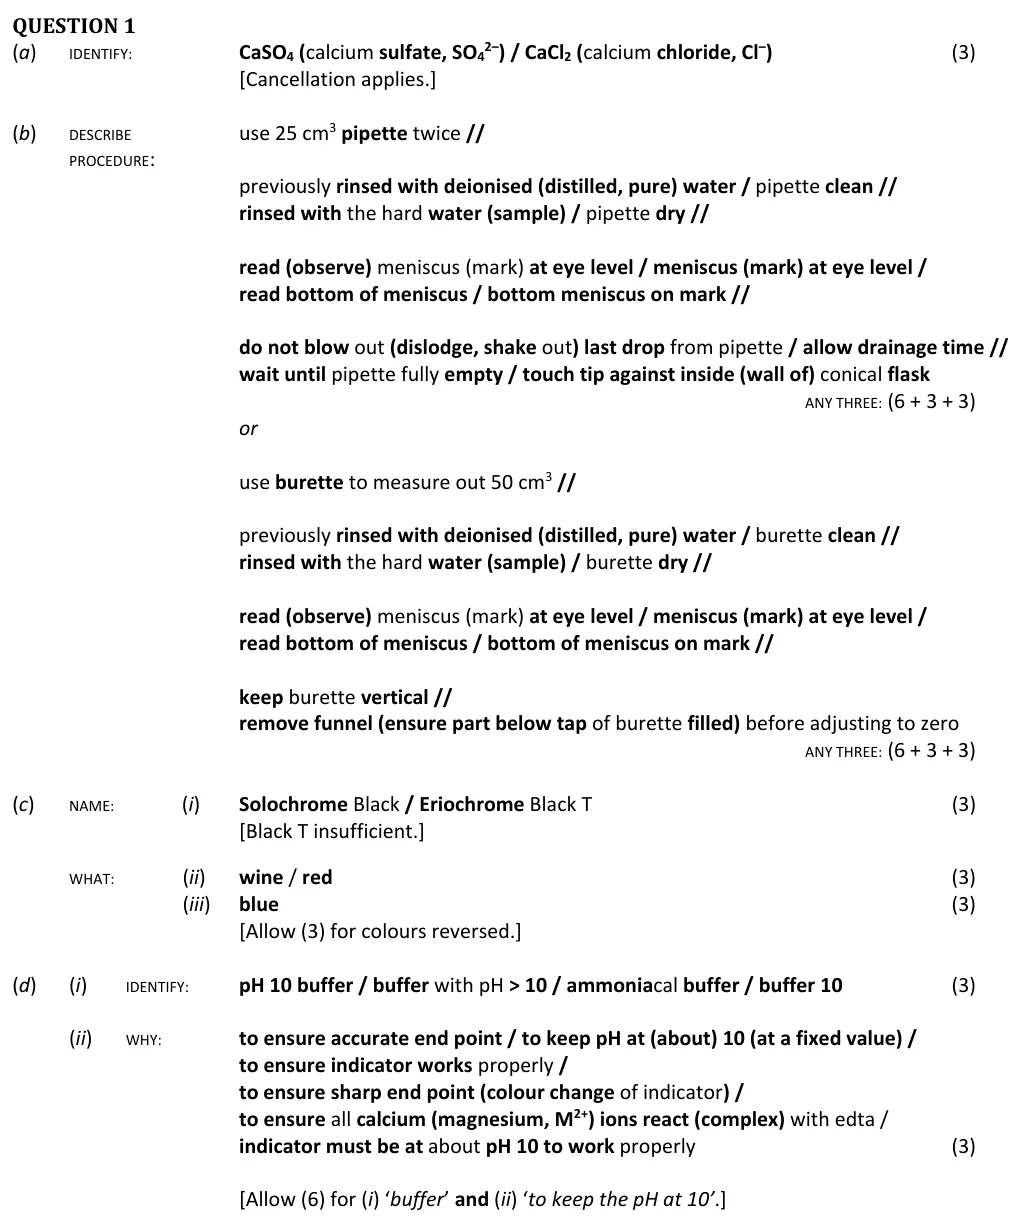 QUESTION 1
(a) IDENTIFY: CaSO₄ (calcium sulfate, SO₄²⁻) / CaCl₂ (calcium chloride, Cl⁻) (3)
[Cancellation applies.]
(b) DESCRIBE use 25 cm³ pipette twice //
PROCEDURE:
previously rinsed with deionised (distilled, pure) water / pipette clean //
rinsed with the hard water (sample) / pipette dry //
read (observe) meniscus (mark) at eye level / meniscus (mark) at eye level /
read bottom of meniscus / bottom meniscus on mark //
do not blow out (dislodge, shake out) last drop from pipette / allow drainage time //
wait until pipette fully empty / touch tip against inside (wall of) conical flask
ANY THREE: (6 + 3 + 3)
or
use burette to measure out 50 cm³ //
previously rinsed with deionised (distilled, pure) water / burette clean //
rinsed with the hard water (sample) / burette dry //
read (observe) meniscus (mark) at eye level / meniscus (mark) at eye level /
read bottom of meniscus / bottom of meniscus on mark //
keep burette vertical //
remove funnel (ensure part below tap of burette filled) before adjusting to zero
ANY THREE: (6 + 3 + 3)
(c) NAME: (i) Solochrome Black / Eriochrome Black T (3)
[Black T insufficient.]
WHAT: (ii) wine / red (3)
(iii) blue (3)
[Allow (3) for colours reversed.]
(d) (i) IDENTIFY: pH 10 buffer / buffer with pH > 10 / ammoniacal buffer / buffer 10 (3)
(ii) WHY: to ensure accurate end point / to keep pH at (about) 10 (at a fixed value) /
to ensure indicator works properly /
to ensure sharp end point (colour change of indicator) /
to ensure all calcium (magnesium, M²⁺) ions react (complex) with edta /
indicator must be at about pH 10 to work properly (3)
[Allow (6) for (i) ‘buffer’ and (ii) ‘to keep the pH at 10’.]